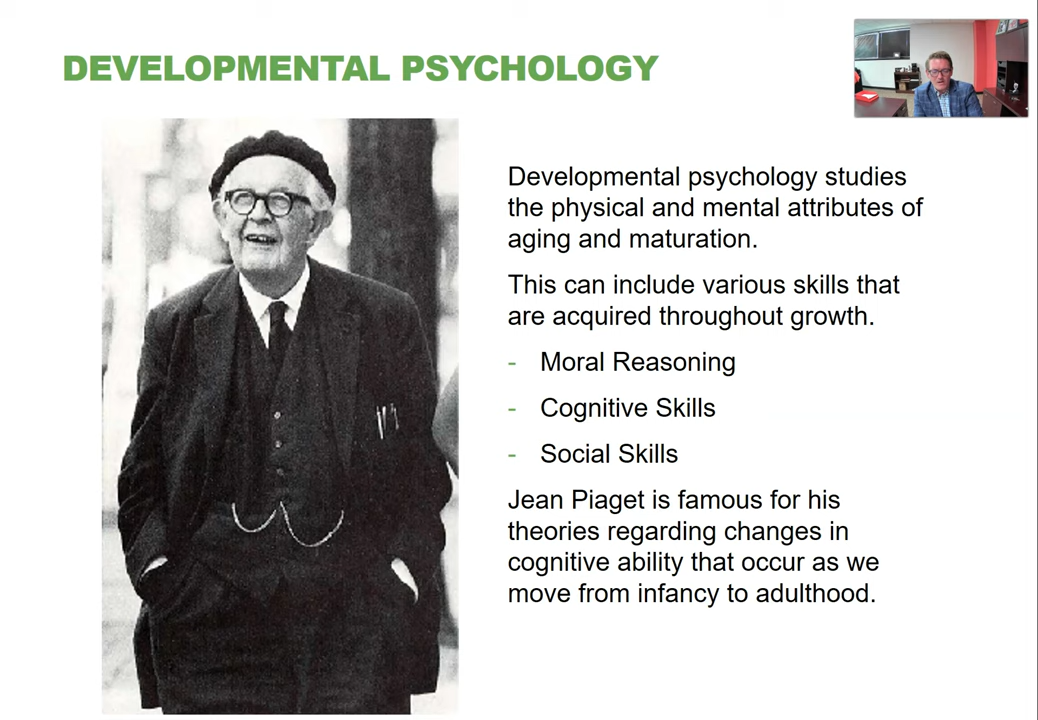 DEVELOPMENTAL PSYCHOLOGY
Developmental psychology studies
the physical and mental attributes of
aging and maturation.
This can include various skills that
are acquired throughout growth.
- Moral Reasoning
- Cognitive Skills
- Social Skills
Jean Piaget is famous for his
theories regarding changes in
cognitive ability that occur as we
move from infancy to adulthood.